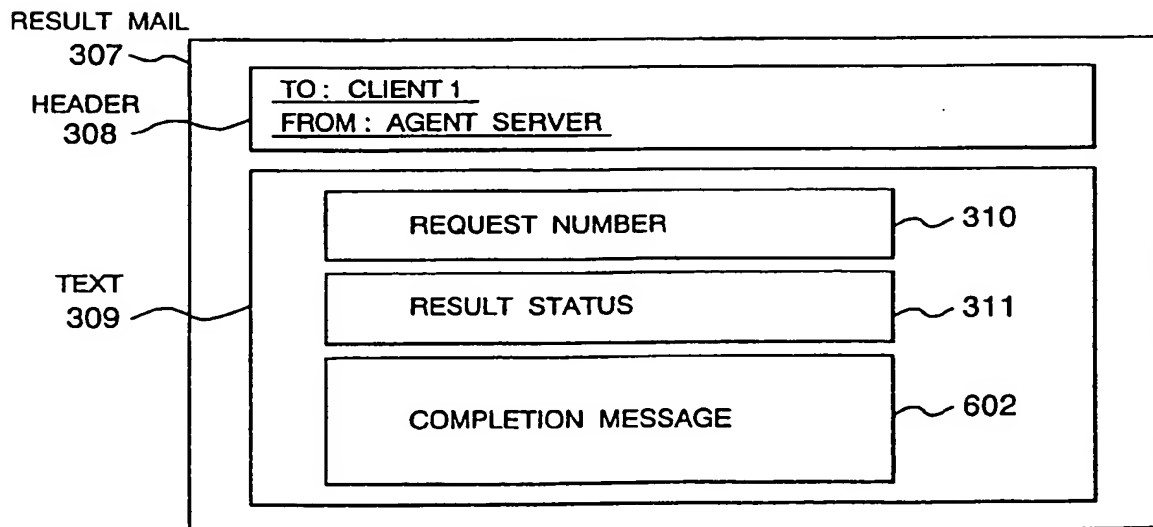 RESULT MAIL
307
HEADER
308
TO : CLIENT 1
FROM : AGENT SERVER
REQUEST NUMBER
310
TEXT
309
RESULT STATUS
311
COMPLETION MESSAGE
602